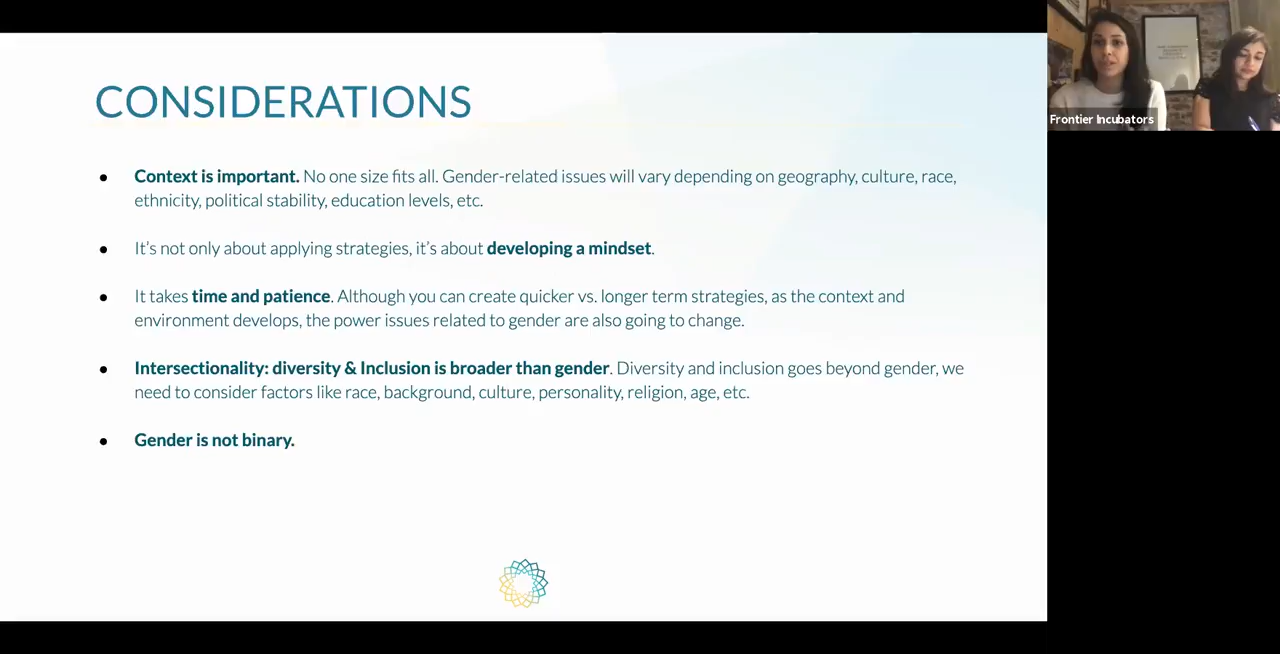 CONSIDERATIONS
● Context is important. No one size fits all. Gender-related issues will vary depending on geography, culture, race,
ethnicity, political stability, education levels, etc.
● It's not only about applying strategies, it's about developing a mindset.
● It takes time and patience. Although you can create quicker vs. longer term strategies, as the context and
environment develops, the power issues related to gender are also going to change.
● Intersectionality: diversity & Inclusion is broader than gender. Diversity and inclusion goes beyond gender, we
need to consider factors like race, background, culture, personality, religion, age, etc.
● Gender is not binary.
Frontier Incubators